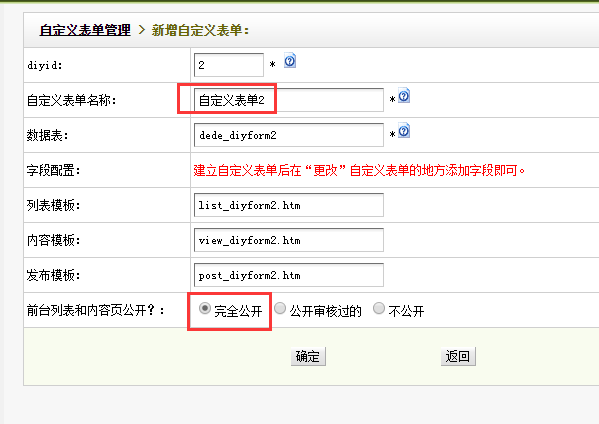 自定义表单管理 > 新增自定义表单：
diyid： 2 *
自定义表单名称： 自定义表单2 *
数据表： dede_diyform2 *
字段配置： 建立自定义表单后在“更改”自定义表单的地方添加字段即可。
列表模板： list_diyform2.htm
内容模板： view_diyform2.htm
发布模板： post_diyform2.htm
前台列表和内容页公开？： 完全公开 公开审核过的 不公开
确定 返回